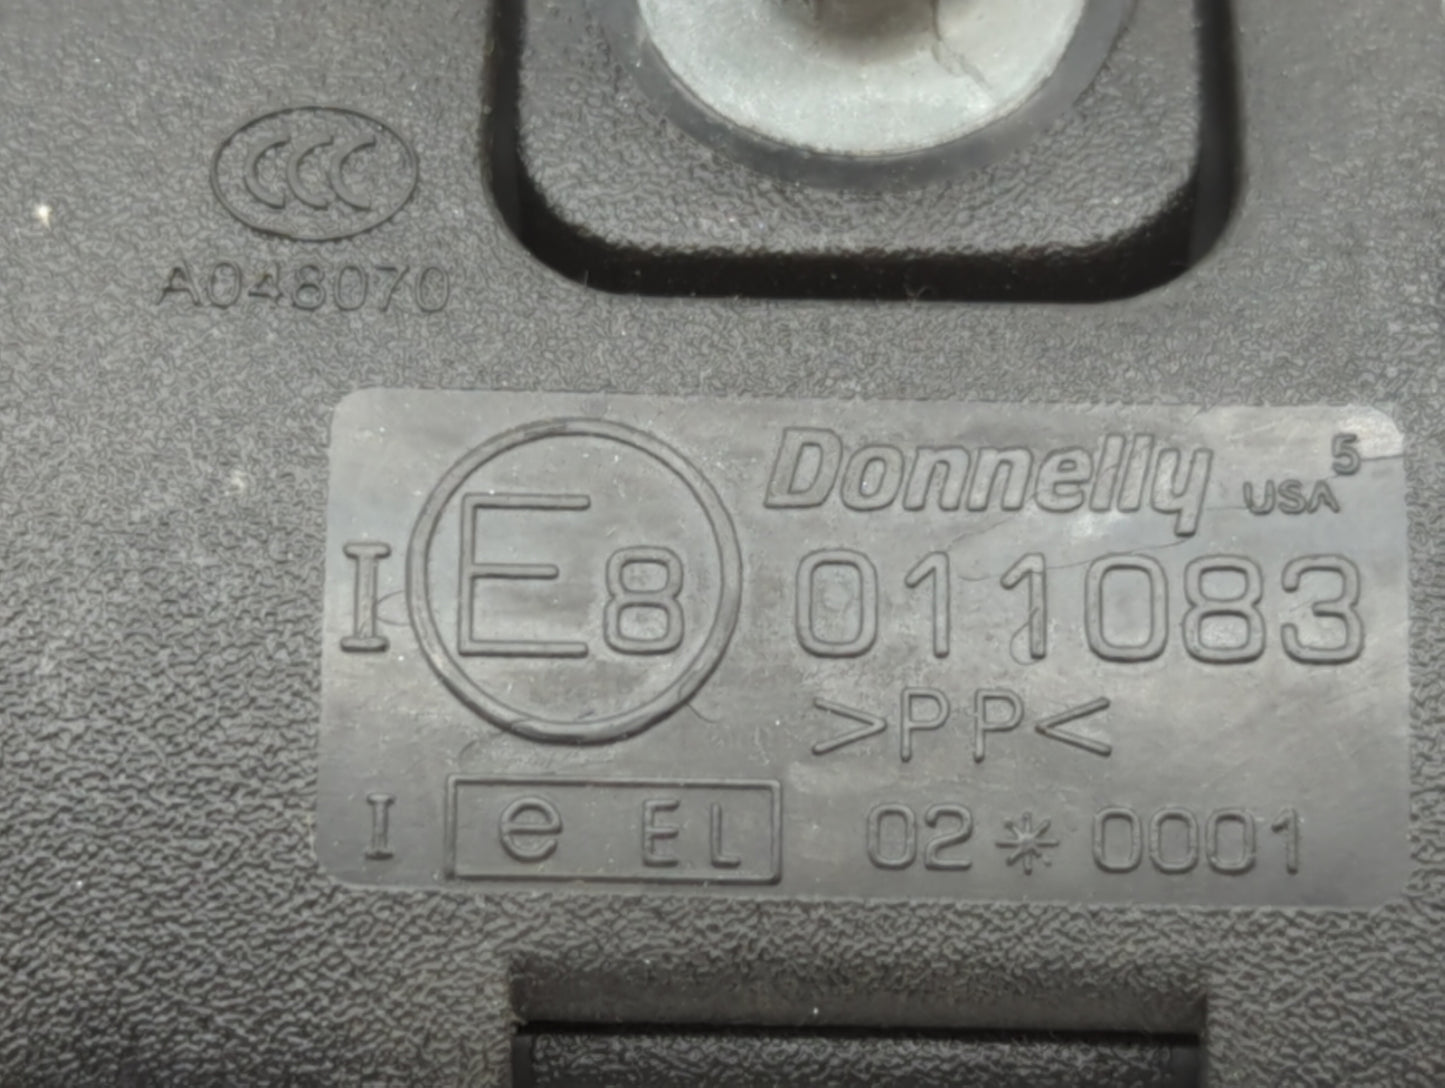 CCC
A048070
Donnelly USA 5
I E8 011083
>PP<
I e EL 02*0001